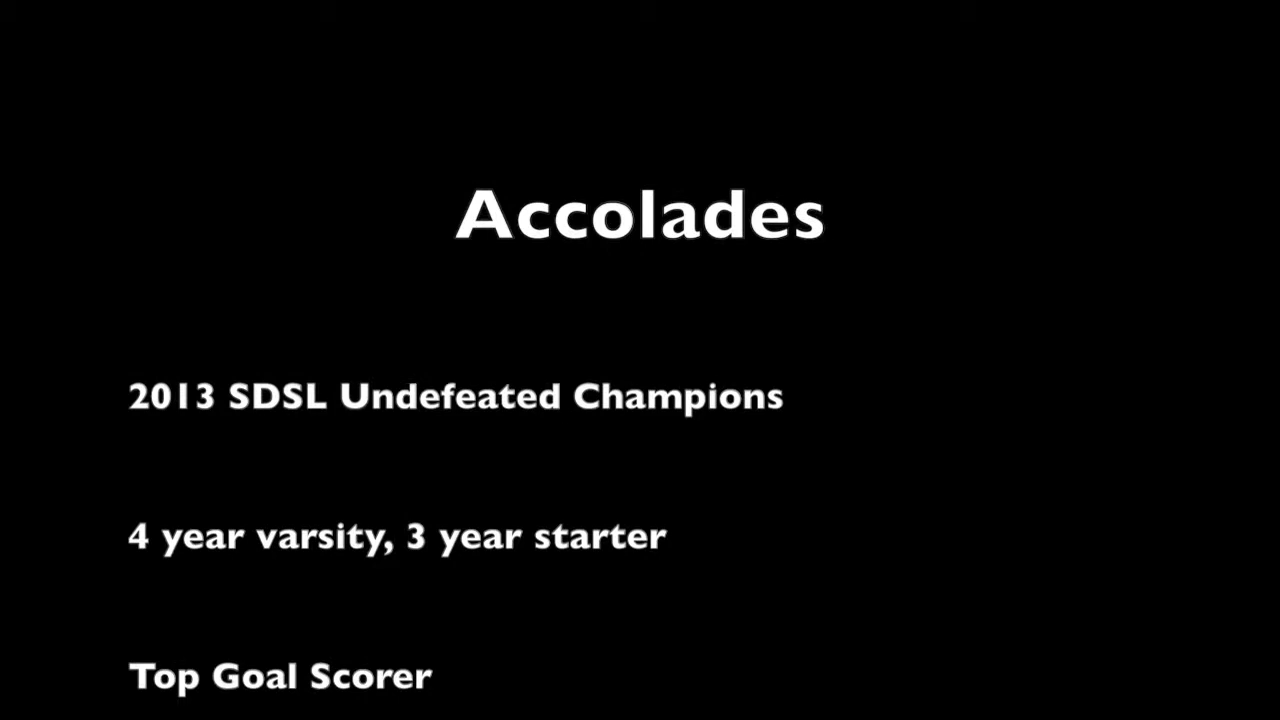 Accolades
2013 SDSL Undefeated Champions
4 year varsity, 3 year starter
Top Goal Scorer